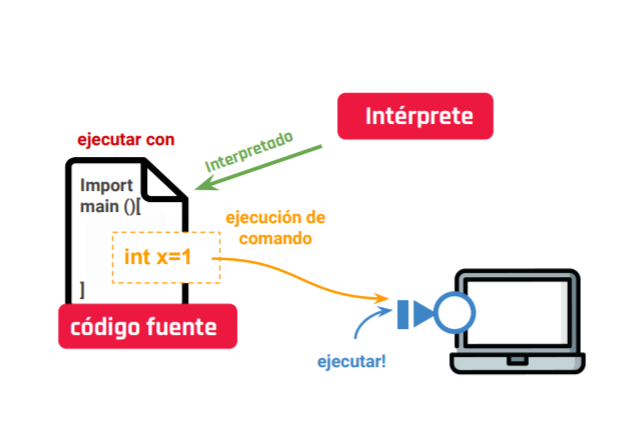 Intérprete
ejecutar con
Interpretado
Import
main ()[
ejecución de
comando
int x=1
]
código fuente
ejecutar!